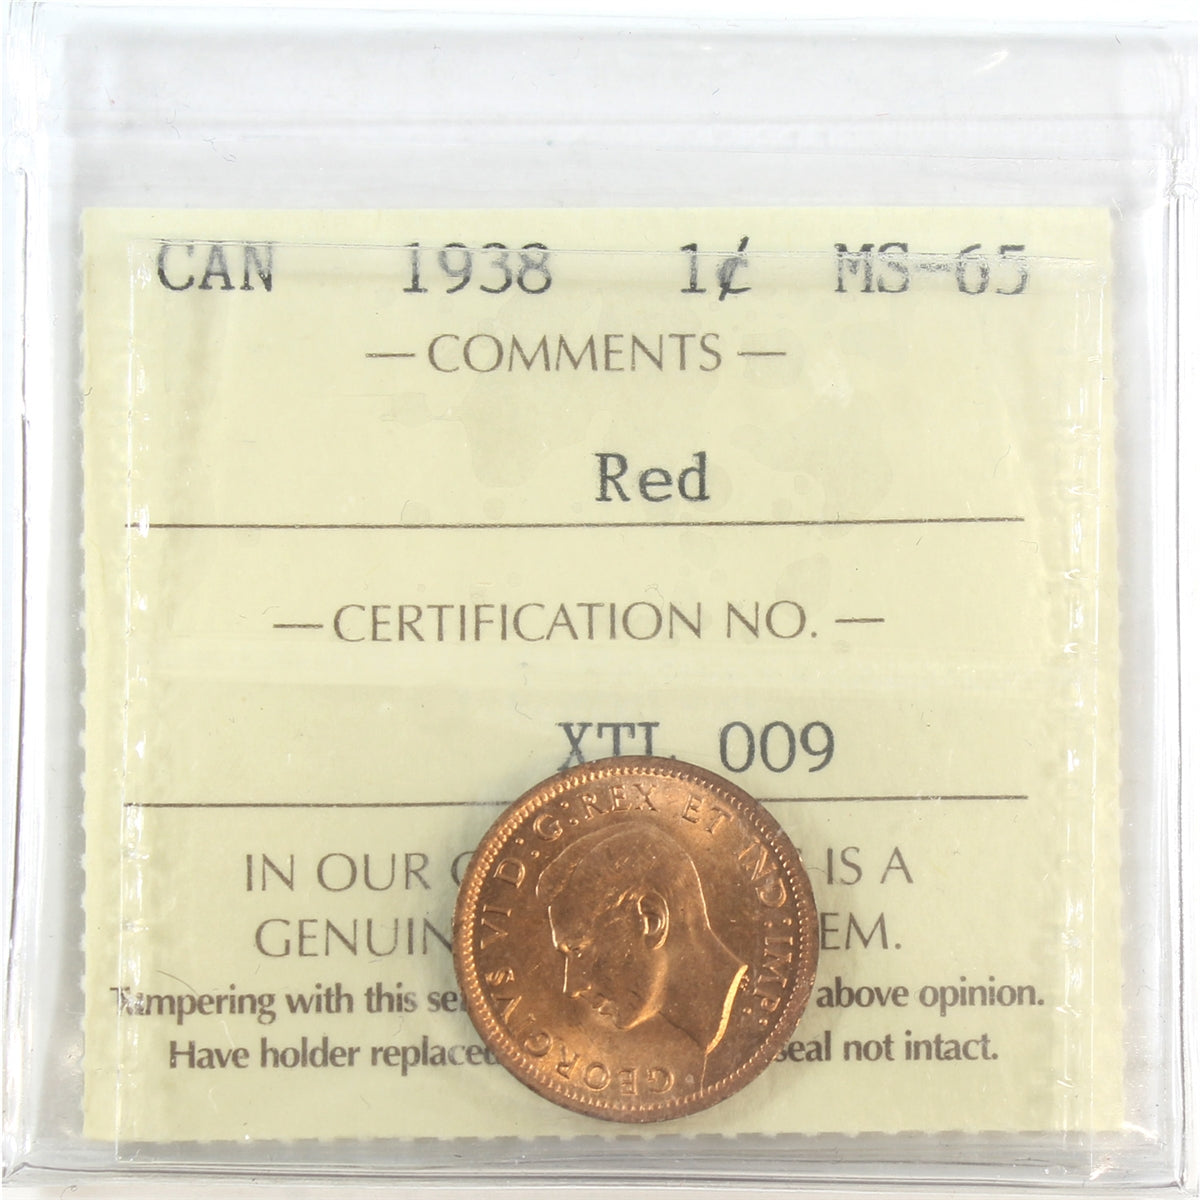 CAN 1938 1¢ MS-65
— COMMENTS —
Red
— CERTIFICATION NO. —
XTL 009
IN OUR IS A
GENUIN EM.
Tampering with this se above opinion.
Have holder replaced seal not intact.
GEORGIVS VI D:G:REX ET IND:IMP: